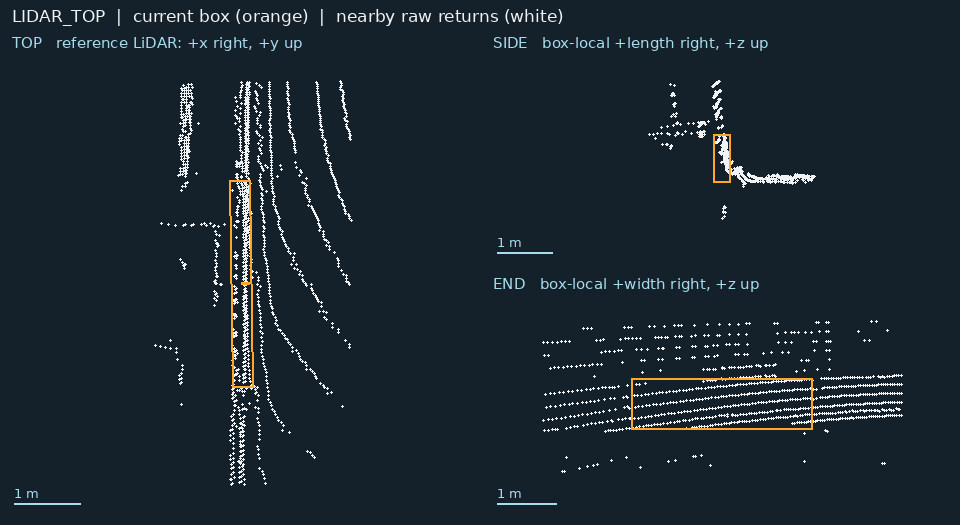 LIDAR_TOP | current box (orange) | nearby raw returns (white)
TOP reference LiDAR: +x right, +y up
SIDE box-local +length right, +z up
1 m
END box-local +width right, +z up
1 m
1 m